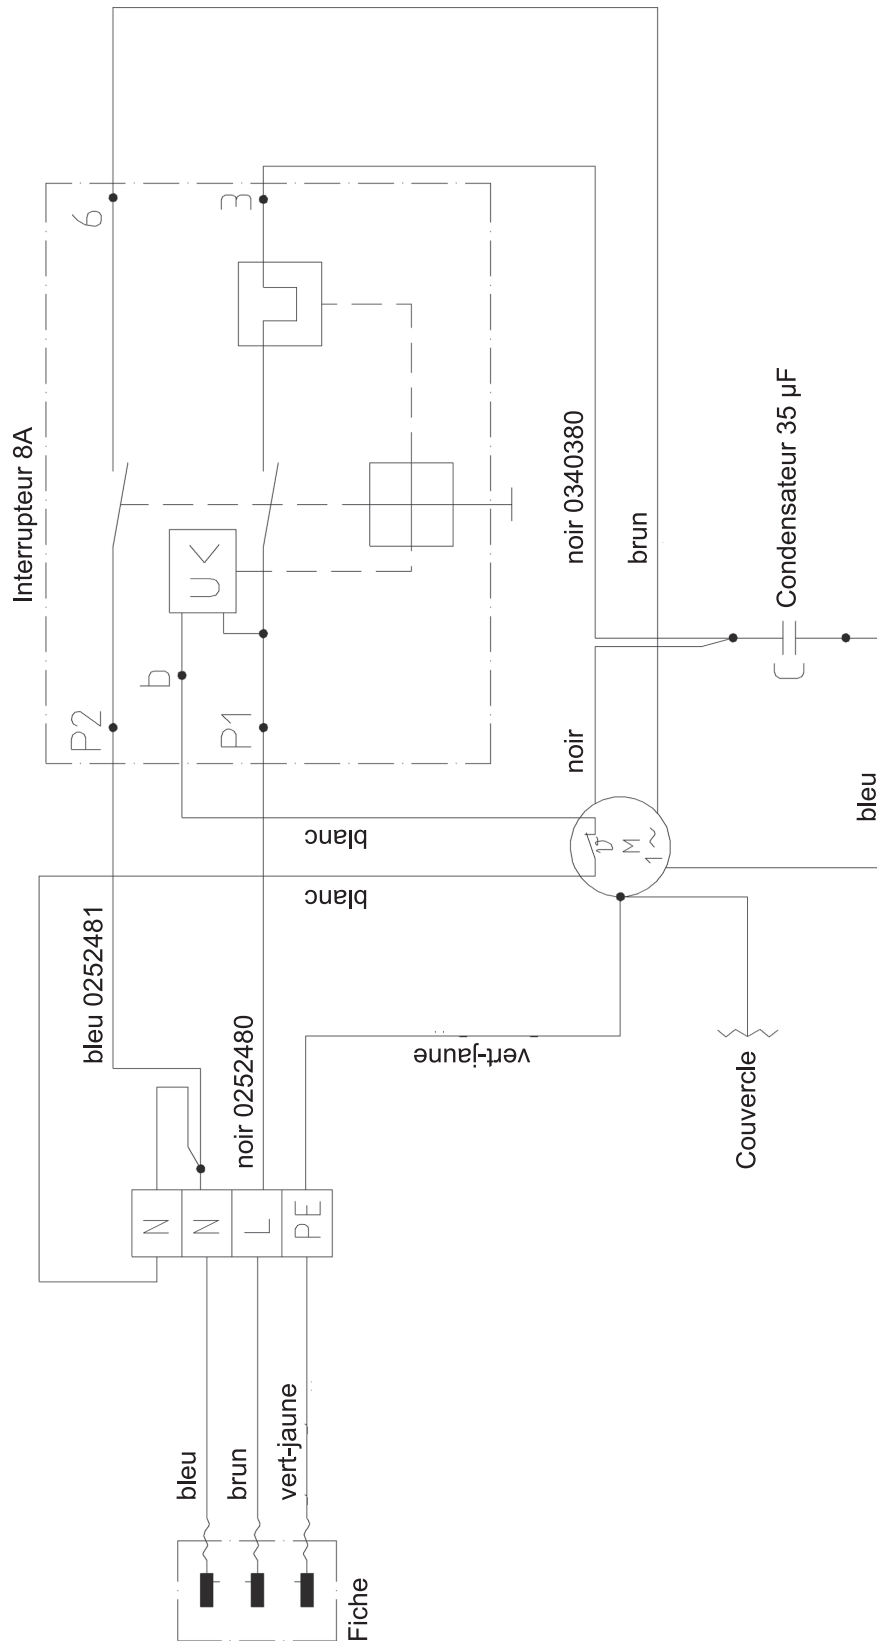 Interrupteur 8A
6
3
U<
b
P2
P1
noir 0340380
brun
Condensateur 35 µF
noir
bleu
blanc
blanc
ϑ
M
1~
bleu 0252481
noir 0252480
vert-jaune
Couvercle
N
N
L
PE
bleu
brun
vert-jaune
Fiche